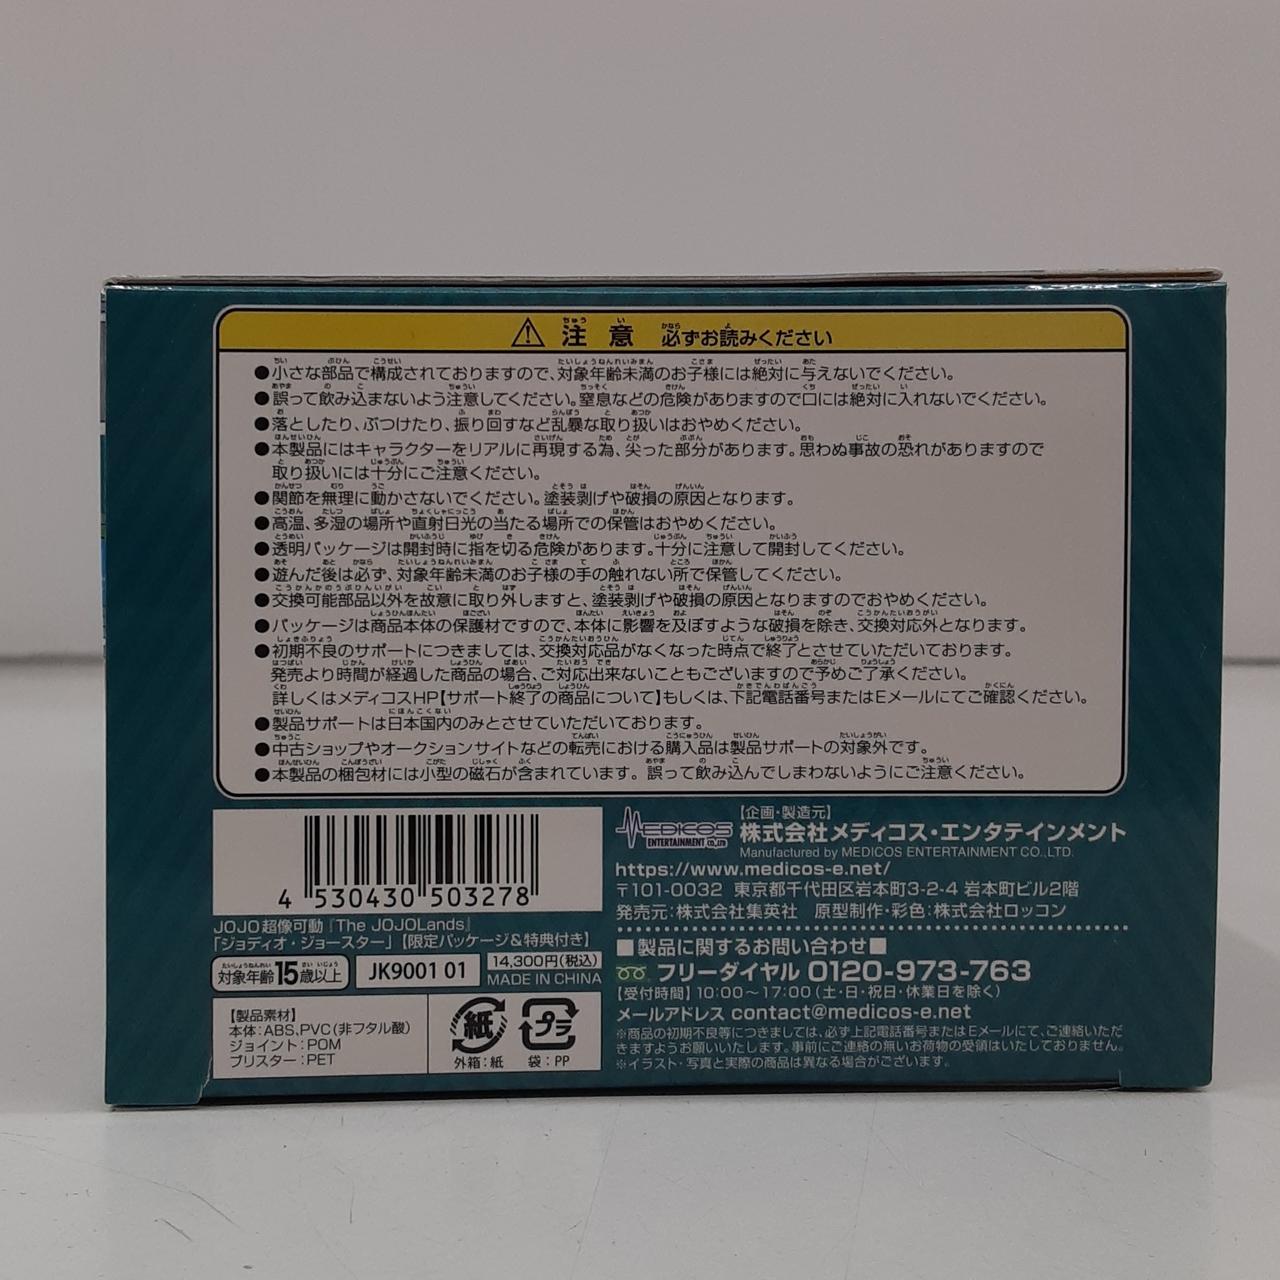 注意 必ずお読みください
●小さな部品で構成されておりますので、対象年齢未満のお子様には絶対に与えないでください。
●誤って飲み込まないよう注意してください。窒息などの危険がありますので口には絶対に入れないでください。
●落としたり、ぶつけたり、振り回すなど乱暴な取り扱いはおやめください。
●本製品にはキャラクターをリアルに再現する為、尖った部分があります。思わぬ事故の恐れがありますので
取り扱いには十分にご注意ください。
●関節を無理に動かさないでください。塗装剥げや破損の原因となります。
●高温、多湿の場所や直射日光の当たる場所での保管はおやめください。
●透明パッケージは開封時に指を切る危険があります。十分に注意して開封してください。
●遊んだ後は必ず、対象年齢未満のお子様の手の触れない所で保管してください。
●交換可能部品以外を故意に取り外しますと、塗装剥げや破損の原因となりますのでおやめください。
●パッケージは商品本体の保護材ですので、本体に影響を及ぼすような破損を除き、交換対応外となります。
●初期不良のサポートにつきましては、交換対応品がなくなった時点で終了とさせていただいております。
発売より時間が経過した商品の場合、ご対応出来ないこともございますので予めご了承ください。
詳しくはメディコスHP【サポート終了の商品について】もしくは、下記電話番号またはEメールにてご確認ください。
●製品サポートは日本国内のみとさせていただいております。
●中古ショップやオークションサイトなどの転売における購入品は製品サポートの対象外です。
●本製品の梱包材には小型の磁石が含まれています。誤って飲み込んでしまわないようにご注意ください。
4 530430 503278
JOJO超像可動『The JOJOLands』
「ジョディオ・ジョースター」【限定パッケージ&特典付き】
対象年齢15歳以上 JK9001 01 14,300円(税込)
MADE IN CHINA
【製品素材】
本体:ABS,PVC(非フタル酸)
ジョイント:POM
ブリスター:PET
紙 プラ
外箱:紙 袋:PP
MEDICOS
ENTERTAINMENT CO.,LTD
【企画・製造元】
株式会社メディコス・エンタテインメント
Manufactured by MEDICOS ENTERTAINMENT CO.,LTD.
https://www.medicos-e.net/
〒101-0032 東京都千代田区岩本町3-2-4 岩本町ビル2階
発売元:株式会社集英社 原型制作・彩色:株式会社ロッコン
■製品に関するお問い合わせ■
フリーダイヤル 0120-973-763
【受付時間】10:00～17:00(土・日・祝日・休業日を除く)
メールアドレス contact@medicos-e.net
※商品の初期不良等につきましては、必ず上記電話番号またはEメールにて、ご連絡いただ
きますようお願いいたします。事前にご連絡の無いお荷物の受領はいたしておりません。
※イラスト・写真と実際の商品は異なる場合がございます。